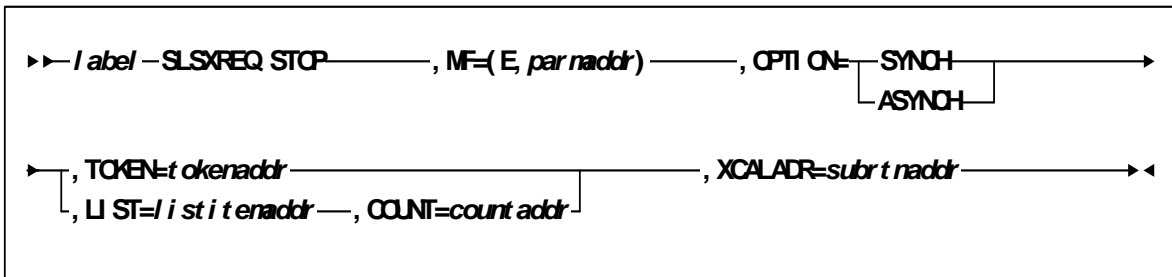 label SLSXREQ STOP , MF=(E, parmaddr) , OPTION= SYNCH
ASYNCH
, TOKEN=tokenaddr , XCALADR=subrtnaddr
, LIST=listitemaddr , COUNT=countaddr